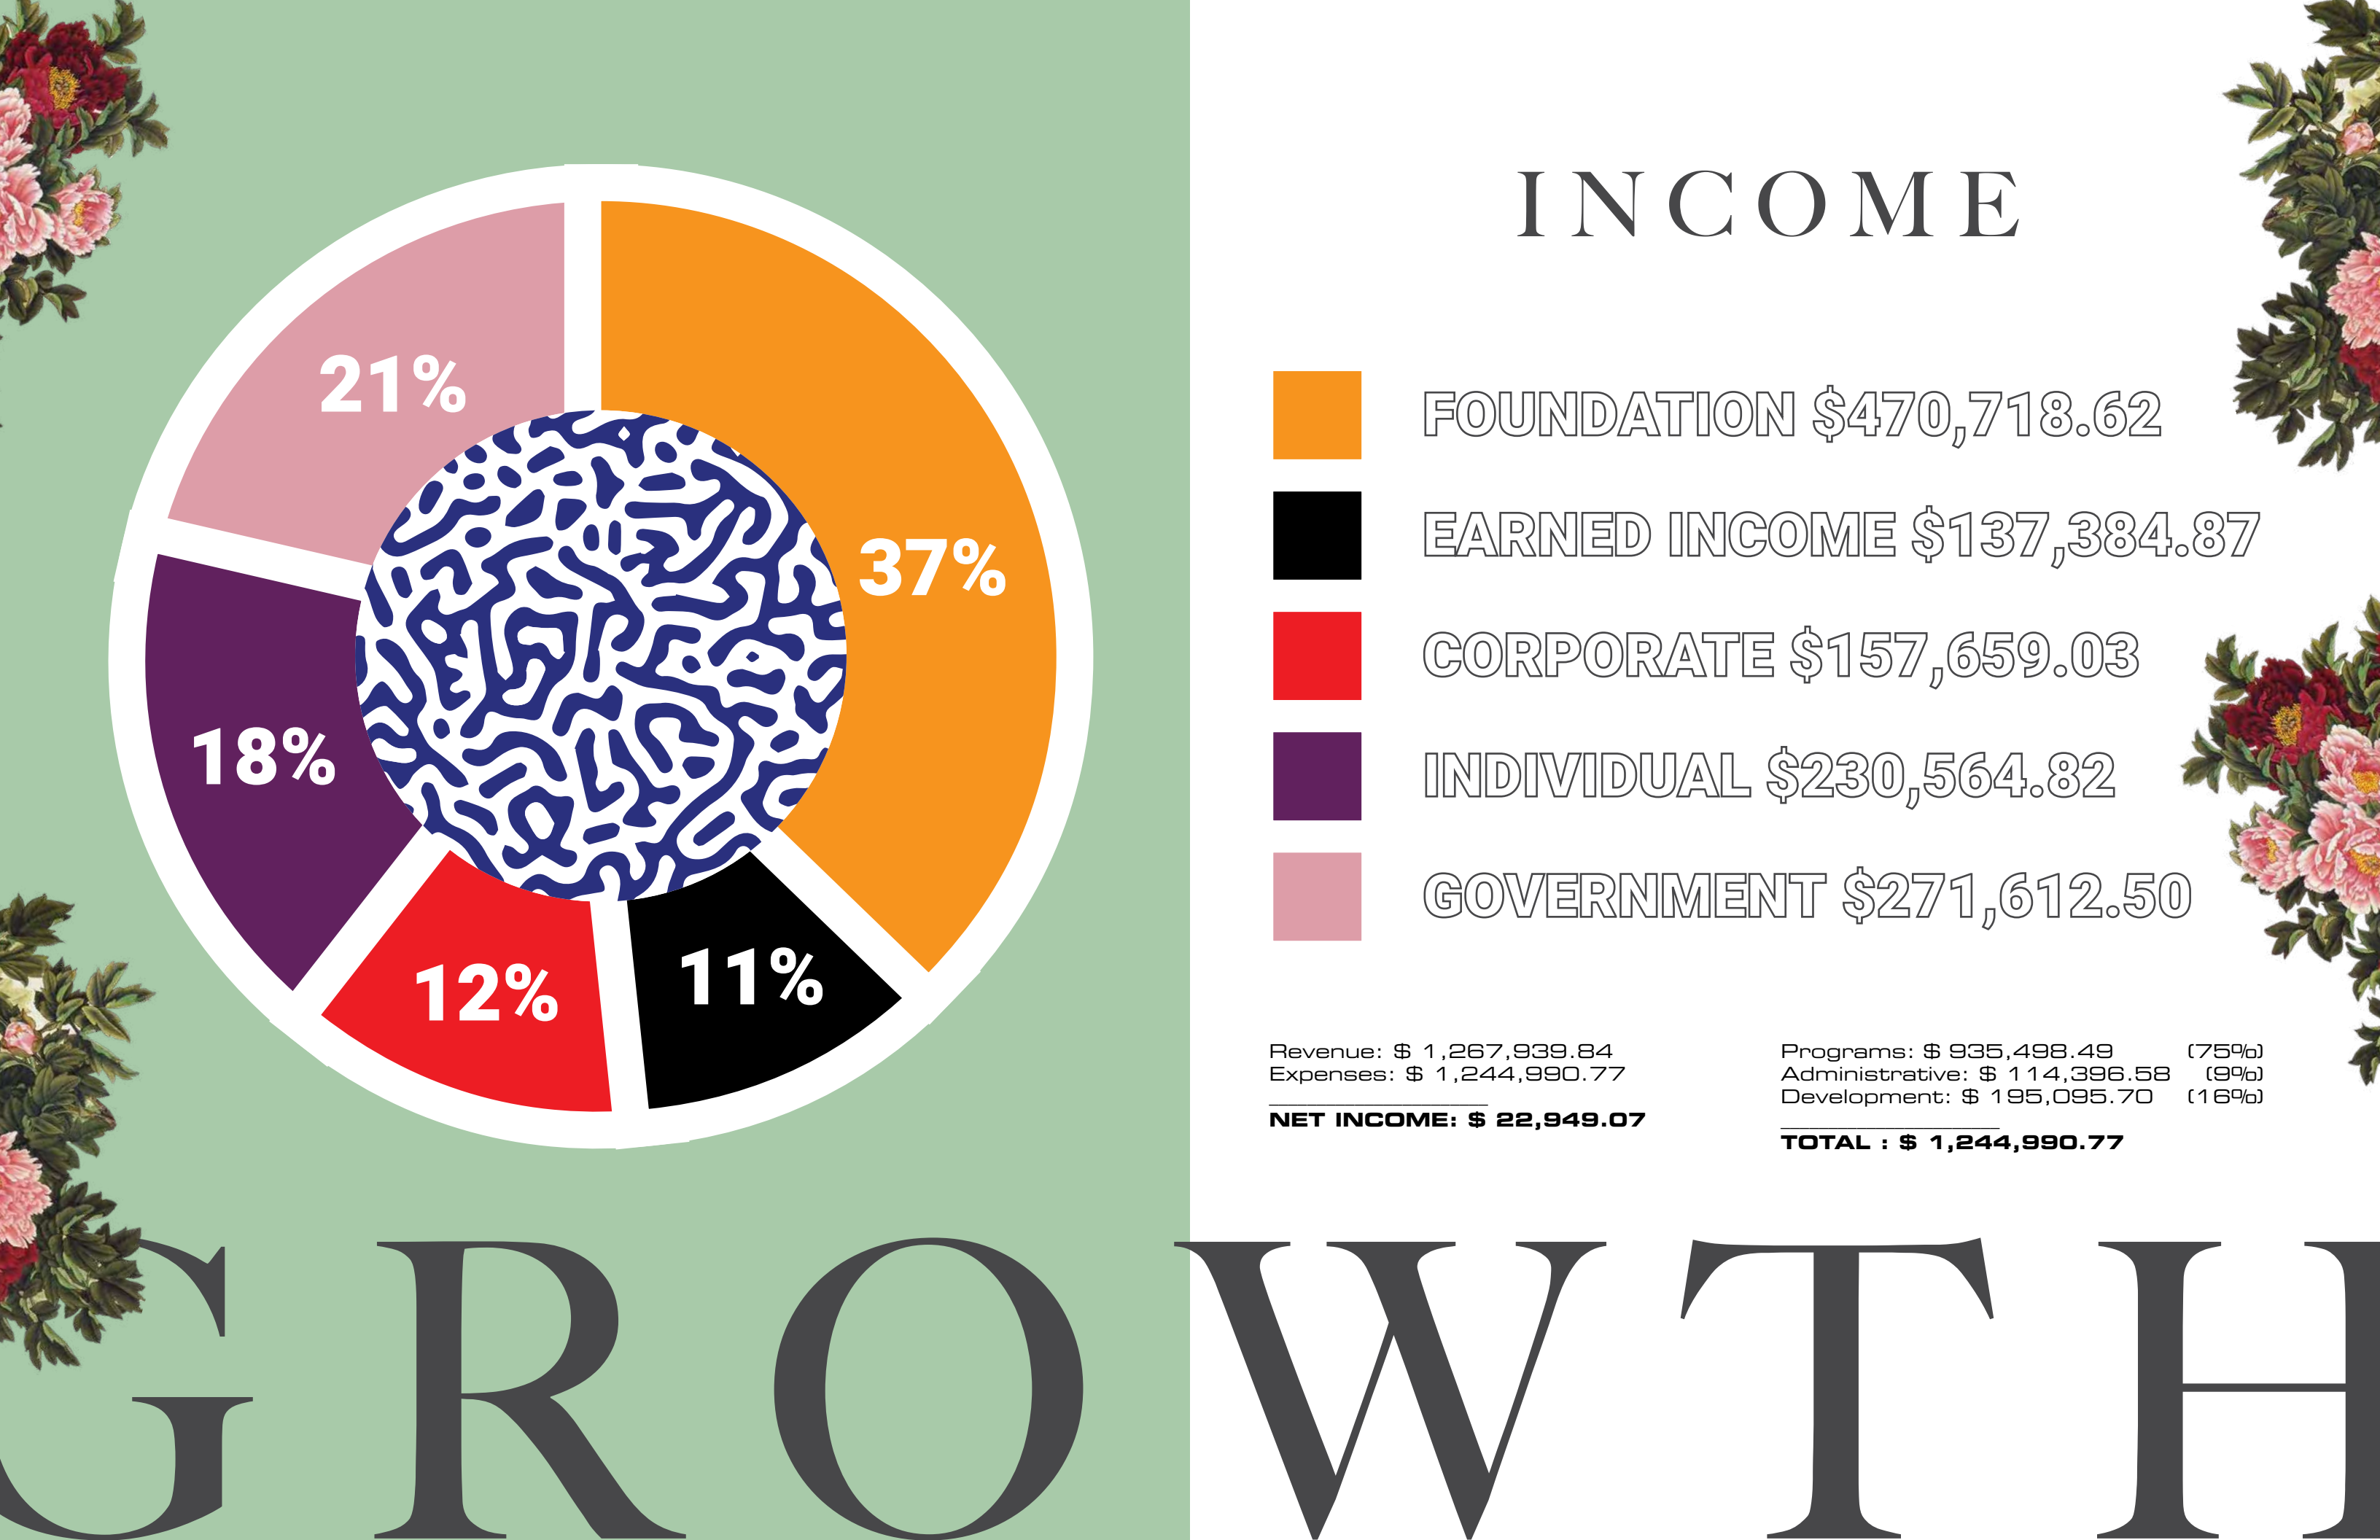 21%
37%
18%
12%
11%
INCOME
FOUNDATION $470,718.62
EARNED INCOME $137,384.87
CORPORATE $157,659.03
INDIVIDUAL $230,564.82
GOVERNMENT $271,612.50
Revenue: $ 1,267,939.84
Expenses: $ 1,244,990.77
NET INCOME: $ 22,949.07
Programs: $ 935,498.49 (75%)
Administrative: $ 114,396.58 (9%)
Development: $ 195,095.70 (16%)
TOTAL : $ 1,244,990.77
GROWTH